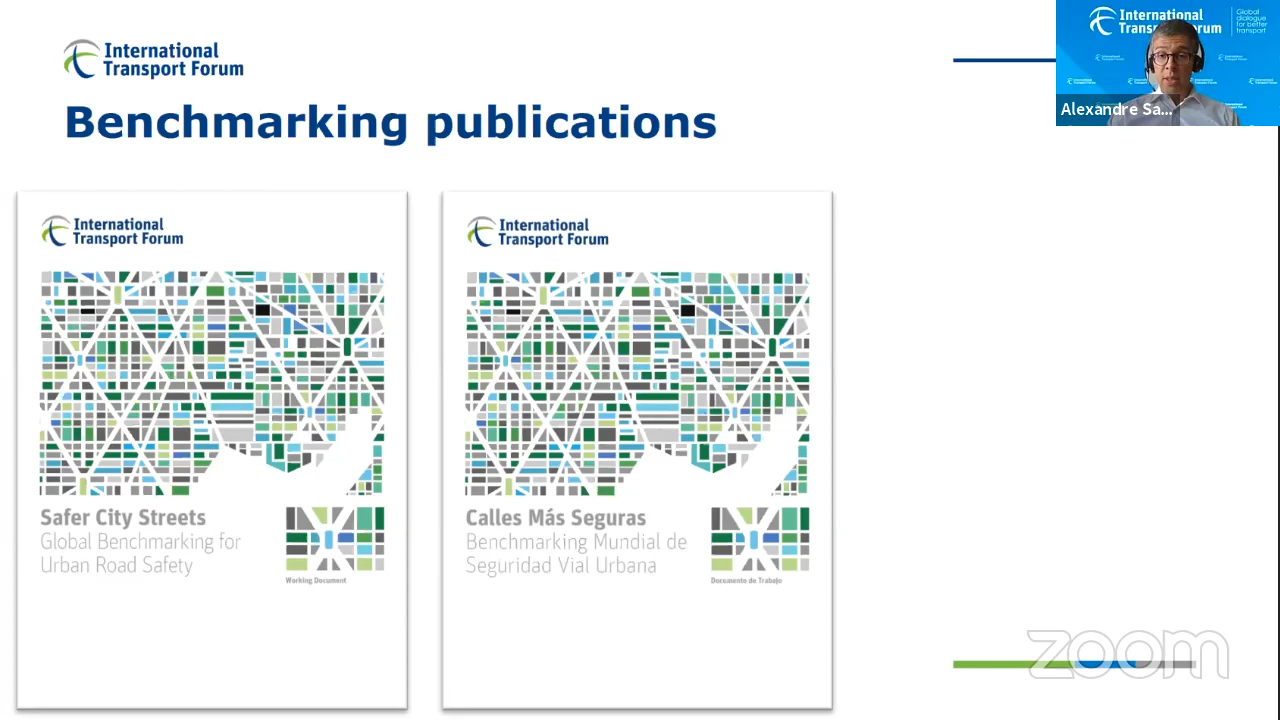 International
Transport Forum
Benchmarking publications
International
Transport Forum
Global
dialogue
for better
transport
Alexandre Sa...
International
Transport Forum
Safer City Streets
Global Benchmarking for
Urban Road Safety
Working Document
International
Transport Forum
Calles Más Seguras
Benchmarking Mundial de
Seguridad Vial Urbana
Documento de Trabajo
zoom